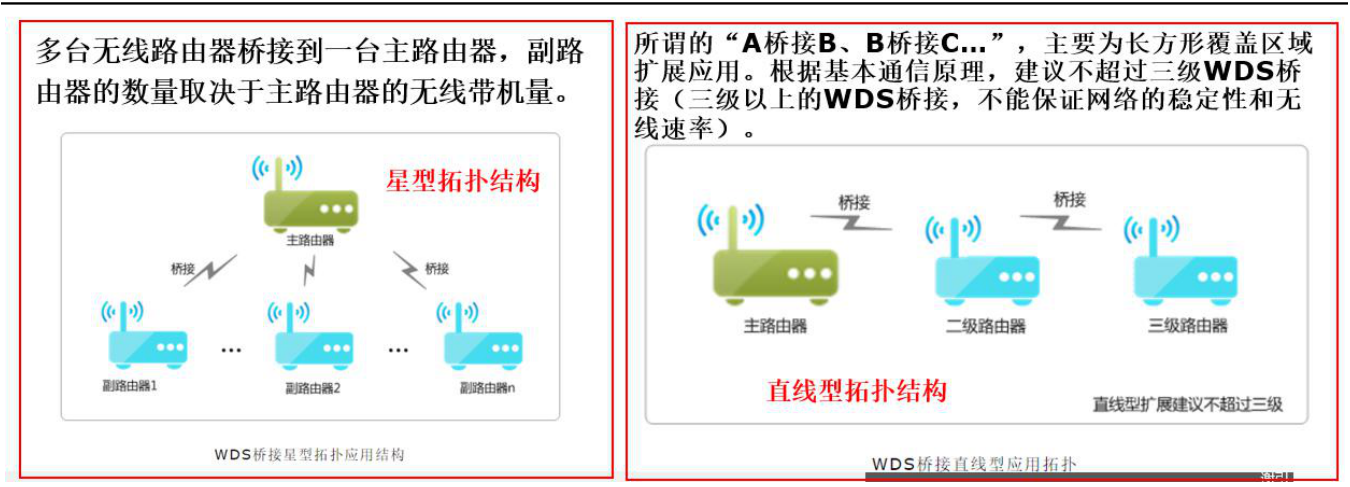 多台无线路由器桥接到一台主路由器，副路
由器的数量取决于主路由器的无线带机量。
星型拓扑结构
主路由器
桥接
桥接
...
...
副路由器1
副路由器2
副路由器n
WDS桥接星型拓扑应用结构
所谓的“A桥接B、B桥接C...”，主要为长方形覆盖区域
扩展应用。根据基本通信原理，建议不超过三级WDS桥
接（三级以上的WDS桥接，不能保证网络的稳定性和无
线速率）。
桥接
桥接
主路由器
二级路由器
三级路由器
直线型拓扑结构
直线型扩展建议不超过三级
WDS桥接直线型应用拓扑